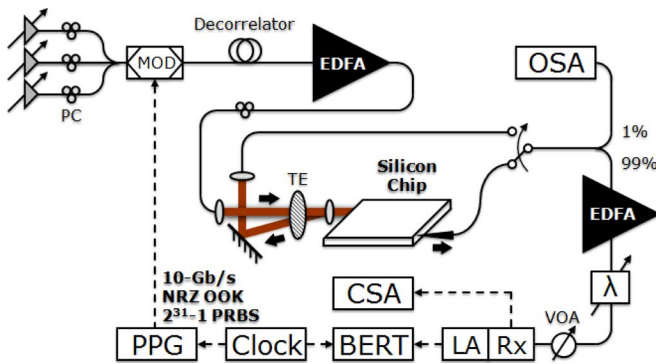 Decorrelator
MOD
EDFA
OSA
PC
1%
99%
TE
Silicon
Chip
EDFA
λ
10-Gb/s
NRZ OOK
2³¹-1 PRBS
CSA
VOA
PPG
Clock
BERT
LA
Rx